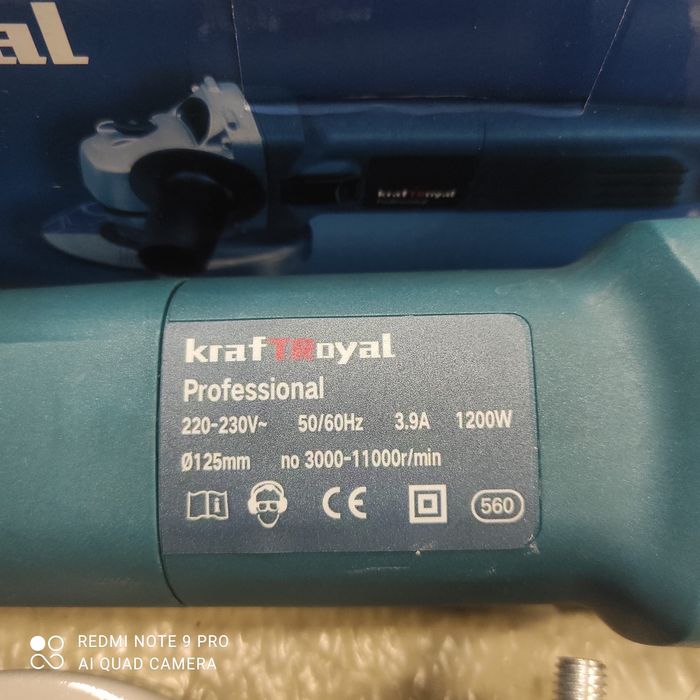 al
krafTRoyal
krafTRoyal
Professional
220-230V~ 50/60Hz 3.9A 1200W
Ø125mm no 3000-11000r/min
CE
560
REDMI NOTE 9 PRO
AI QUAD CAMERA